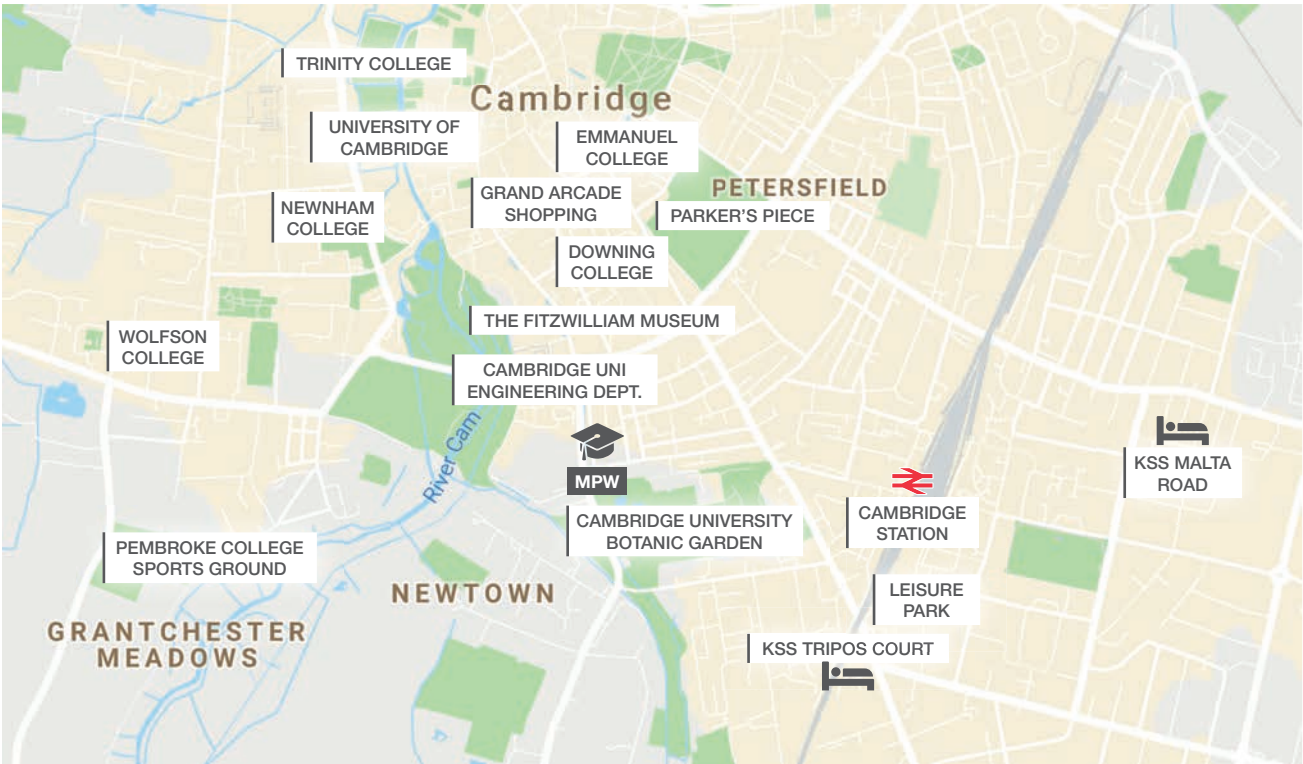 TRINITY COLLEGE
Cambridge
UNIVERSITY OF
CAMBRIDGE
EMMANUEL
COLLEGE
PETERSFIELD
GRAND ARCADE
SHOPPING
NEWNHAM
COLLEGE
PARKER'S PIECE
DOWNING
COLLEGE
THE FITZWILLIAM MUSEUM
WOLFSON
COLLEGE
CAMBRIDGE UNI
ENGINEERING DEPT.
River Cam
MPW
KSS MALTA
ROAD
CAMBRIDGE UNIVERSITY
BOTANIC GARDEN
CAMBRIDGE
STATION
PEMBROKE COLLEGE
SPORTS GROUND
NEWTOWN
LEISURE
PARK
GRANTCHESTER
MEADOWS
KSS TRIPOS COURT